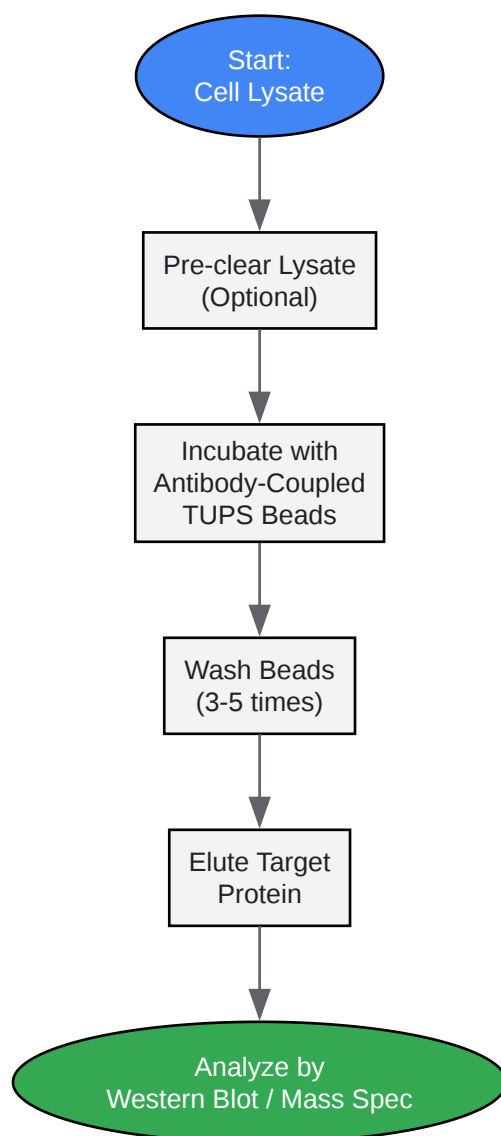 Start:
Cell Lysate
Pre-clear Lysate
(Optional)
Incubate with
Antibody-Coupled
TUPS Beads
Wash Beads
(3-5 times)
Elute Target
Protein
Analyze by
Western Blot / Mass Spec